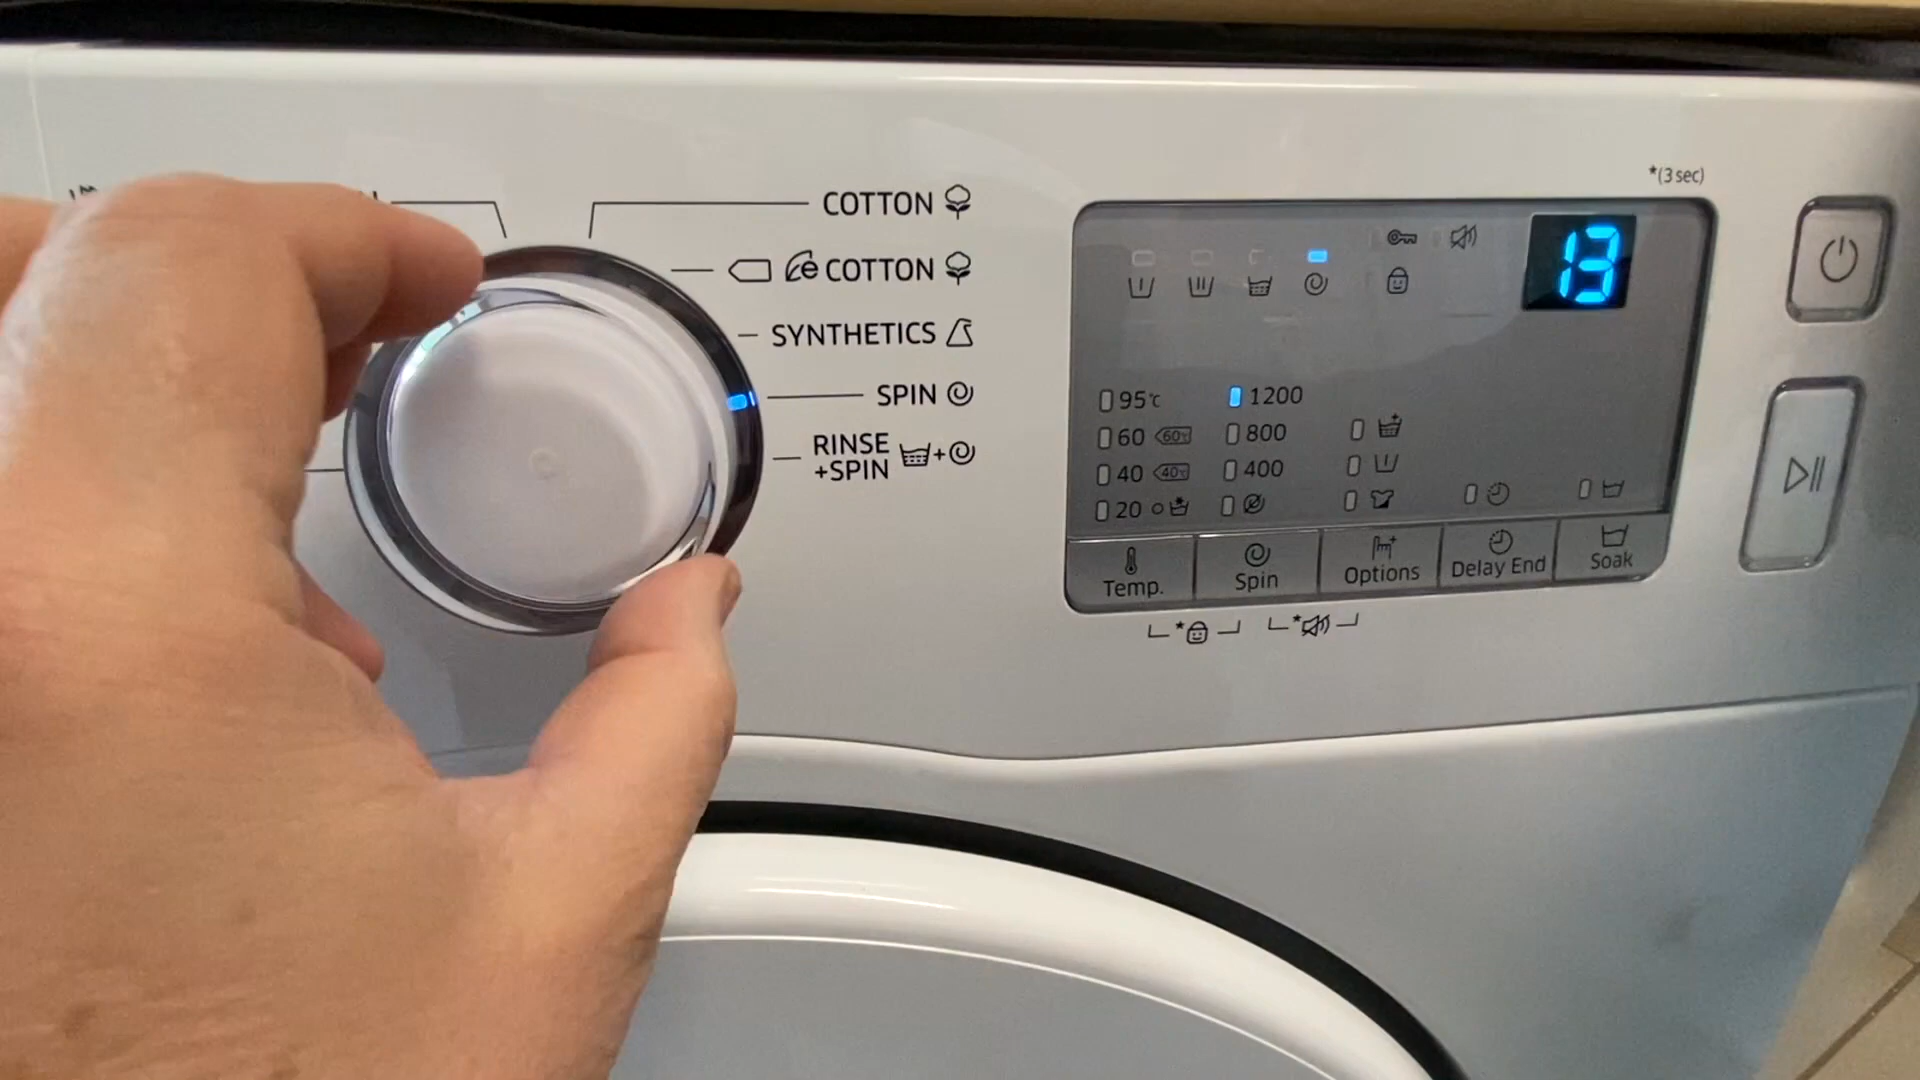 COTTON
e COTTON
SYNTHETICS
SPIN
RINSE
+SPIN
+
*(3 sec)
13
95℃
60 60℃
40 40℃
20
1200
800
400
Temp.
Spin
Options
Delay End
Soak
*
*